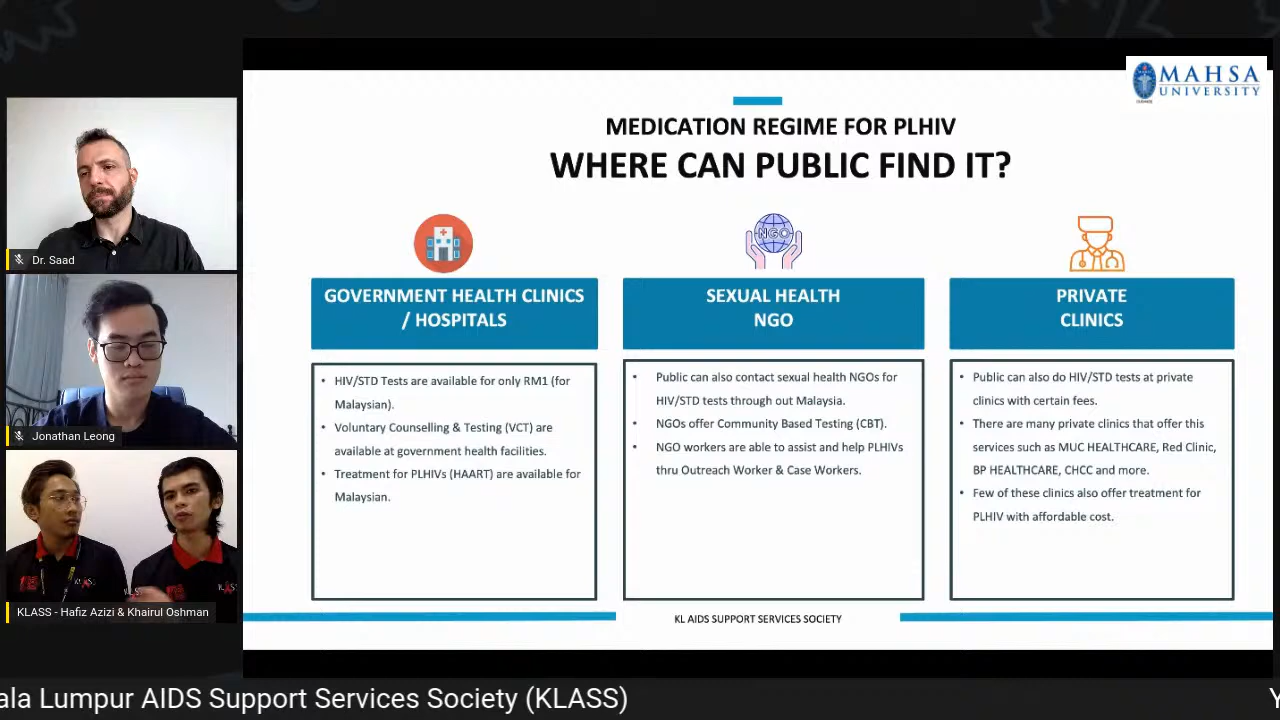 MAHSA
UNIVERSITY
MEDICATION REGIME FOR PLHIV
WHERE CAN PUBLIC FIND IT?
NGO
GOVERNMENT HEALTH CLINICS
/ HOSPITALS
• HIV/STD Tests are available for only RM1 (for
Malaysian).
• Voluntary Counselling & Testing (VCT) are
available at government health facilities.
• Treatment for PLHIVs (HAART) are available for
Malaysian.
SEXUAL HEALTH
NGO
• Public can also contact sexual health NGOs for
HIV/STD tests through out Malaysia.
• NGOs offer Community Based Testing (CBT).
• NGO workers are able to assist and help PLHIVs
thru Outreach Worker & Case Workers.
PRIVATE
CLINICS
• Public can also do HIV/STD tests at private
clinics with certain fees.
• There are many private clinics that offer this
services such as MUC HEALTHCARE, Red Clinic,
BP HEALTHCARE, CHCC and more.
• Few of these clinics also offer treatment for
PLHIV with affordable cost.
KL AIDS SUPPORT SERVICES SOCIETY
Dr. Saad
Jonathan Leong
KLASS - Hafiz Azizi & Khairul Oshman
ala Lumpur AIDS Support Services Society (KLASS)
Y